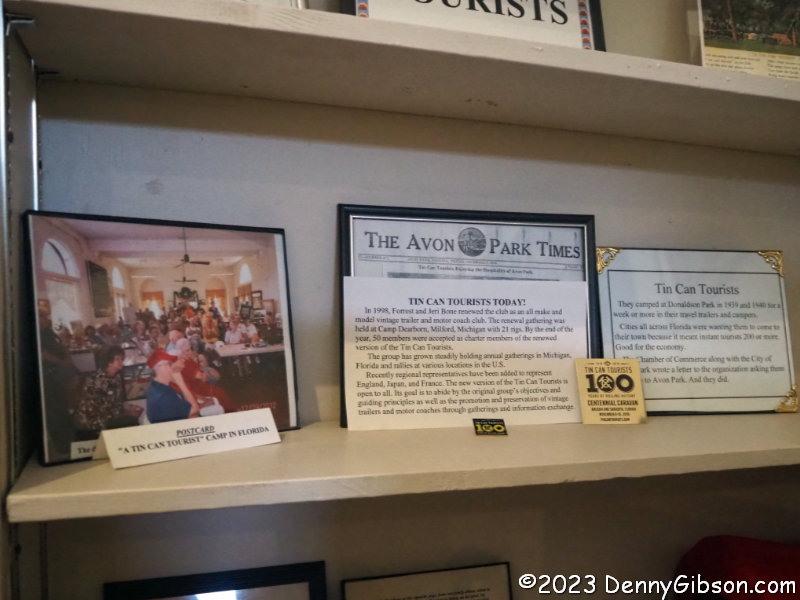 OURISTS
THE AVON PARK TIMES
Tin Can Tourists Enjoying the Hospitality of Avon Park
TIN CAN TOURISTS TODAY!
In 1998, Forrest and Jeri Bone renewed the club as an all make and
model vintage trailer and motor coach club. The renewal gathering was
held at Camp Dearborn, Milford, Michigan with 21 rigs. By the end of the
year, 50 members were accepted as charter members of the renewed
version of the Tin Can Tourists.
The group has grown steadily holding annual gatherings in Michigan,
Florida and rallies at various locations in the U.S.
Recently regional representatives have been added to represent
England, Japan, and France. The new version of the Tin Can Tourists is
open to all. Its goal is to abide by the original group's objectives and
guiding principles as well as the promotion and preservation of vintage
trailers and motor coaches through gatherings and information exchange.
Tin Can Tourists
They camped at Donaldson Park in 1939 and 1940 for a
week or more in their travel trailers and campers.
Cities all across Florida were wanting them to come to
their town because it meant instant tourists 200 or more.
Good for the economy.
Chamber of Commerce along with the City of
Park wrote a letter to the organization asking them
to Avon Park. And they did.
TIN CAN TOURISTS
100
YEARS OF
CENTENNIAL CARAVAN
100
The
POSTCARD
"A TIN CAN TOURIST" CAMP IN FLORIDA
©2023 DennyGibson.com